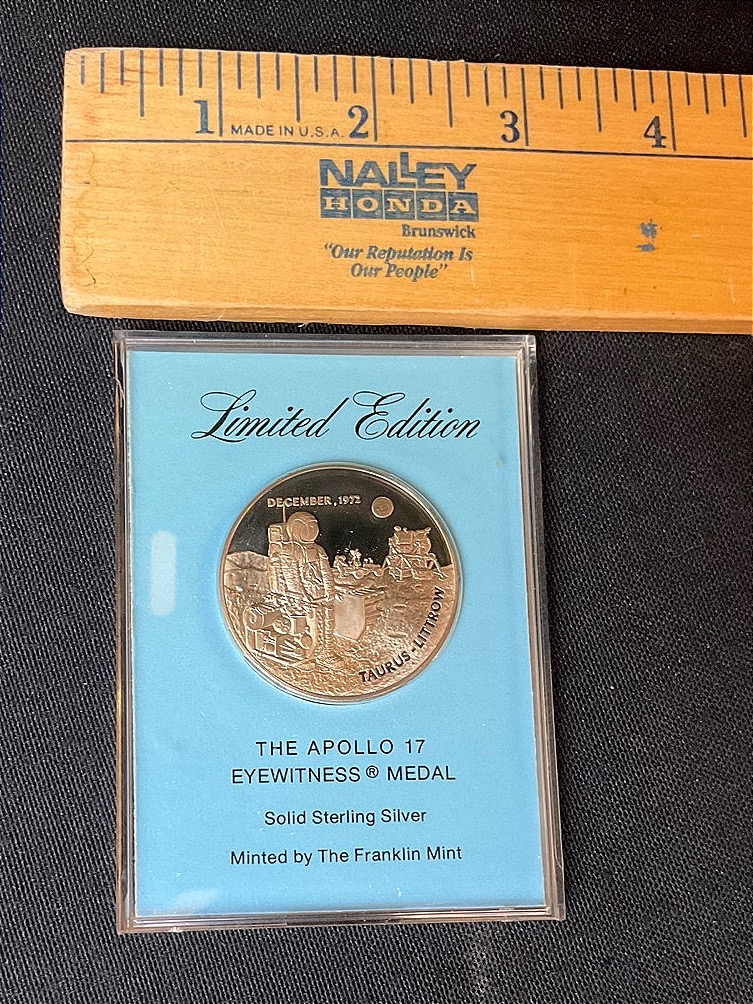 1 MADE IN U.S.A. 2 3 4
NALLEY
HONDA
Brunswick
"Our Reputation Is
Our People"
Limited Edition
DECEMBER, 1972
TAURUS-LITTROW
THE APOLLO 17
EYEWITNESS® MEDAL
Solid Sterling Silver
Minted by The Franklin Mint